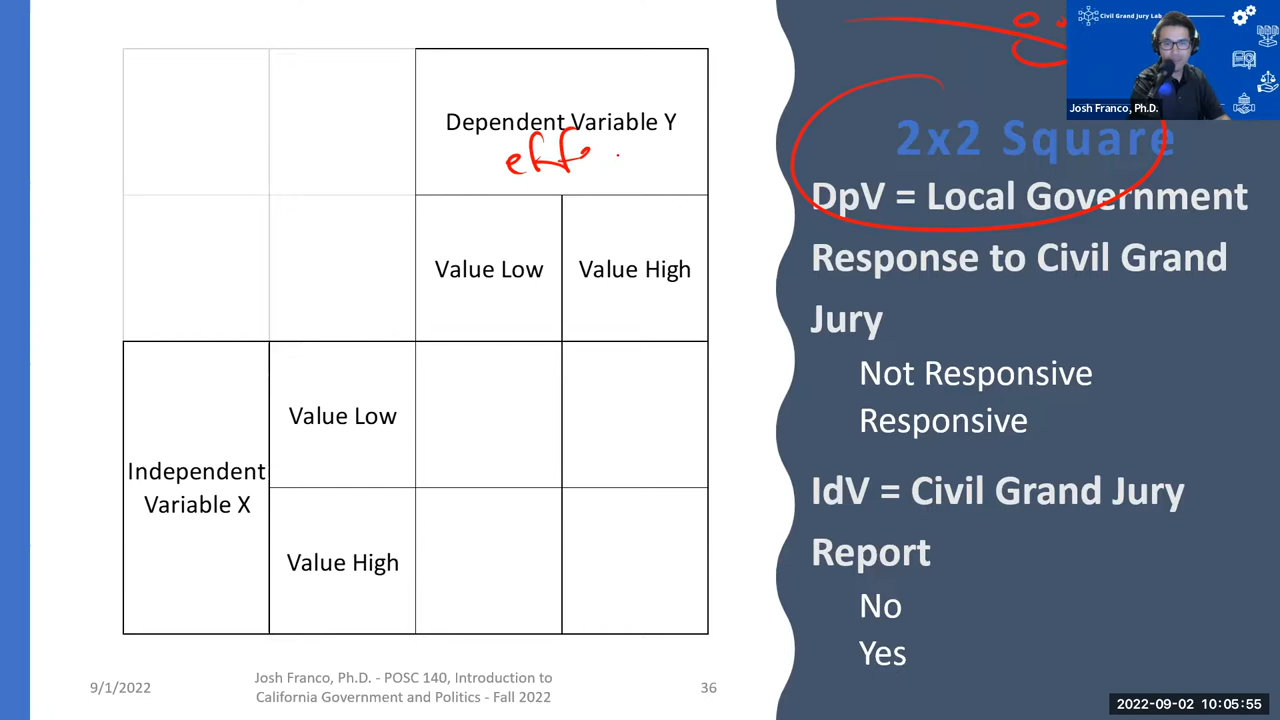 Civil Grand Jury Lab
Josh Franco, Ph.D.
2x2 Square
Dependent Variable Y
effe
Value Low
Value High
Value Low
Independent
Variable X
Value High
DpV = Local Government
Response to Civil Grand
Jury
Not Responsive
Responsive
IdV = Civil Grand Jury
Report
No
Yes
9/1/2022
Josh Franco, Ph.D. - POSC 140, Introduction to
California Government and Politics - Fall 2022
36
2022-09-02 10:05:55